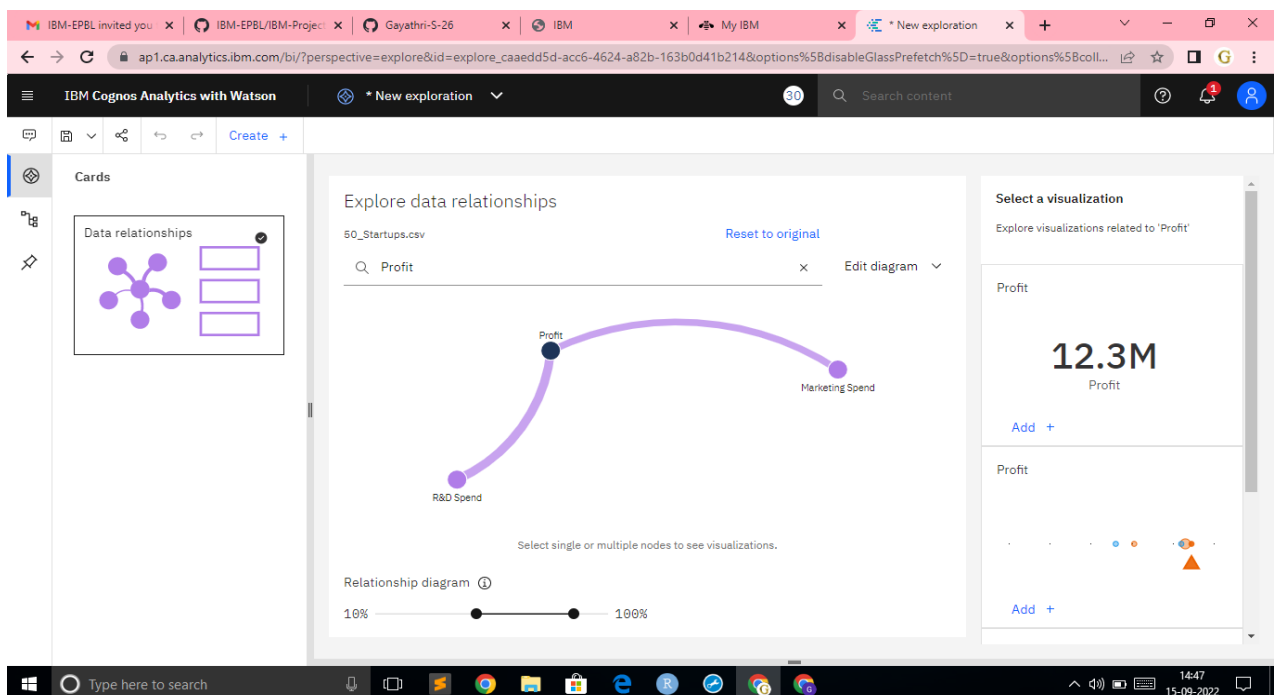 IBM-EPBL invited you
IBM-EPBL/IBM-Project
Gayathri-S-26
IBM
My IBM
* New exploration
ap1.ca.analytics.ibm.com/bi/?perspective=explore&id=explore_caaedd5d-acc6-4624-a82b-163b0d41b214&options%5BdisableGlassPrefetch%5D=true&options%5Bcoll...
G
IBM Cognos Analytics with Watson
* New exploration
30
Search content
1
Create +
Cards
Data relationships
Explore data relationships
50_Startups.csv
Reset to original
Profit
Edit diagram
Profit
Marketing Spend
R&D Spend
Select single or multiple nodes to see visualizations.
Relationship diagram
10%
100%
Select a visualization
Explore visualizations related to 'Profit'
Profit
12.3M
Profit
Add +
Profit
Add +
Type here to search
R
G
G
14:47
15-09-2022